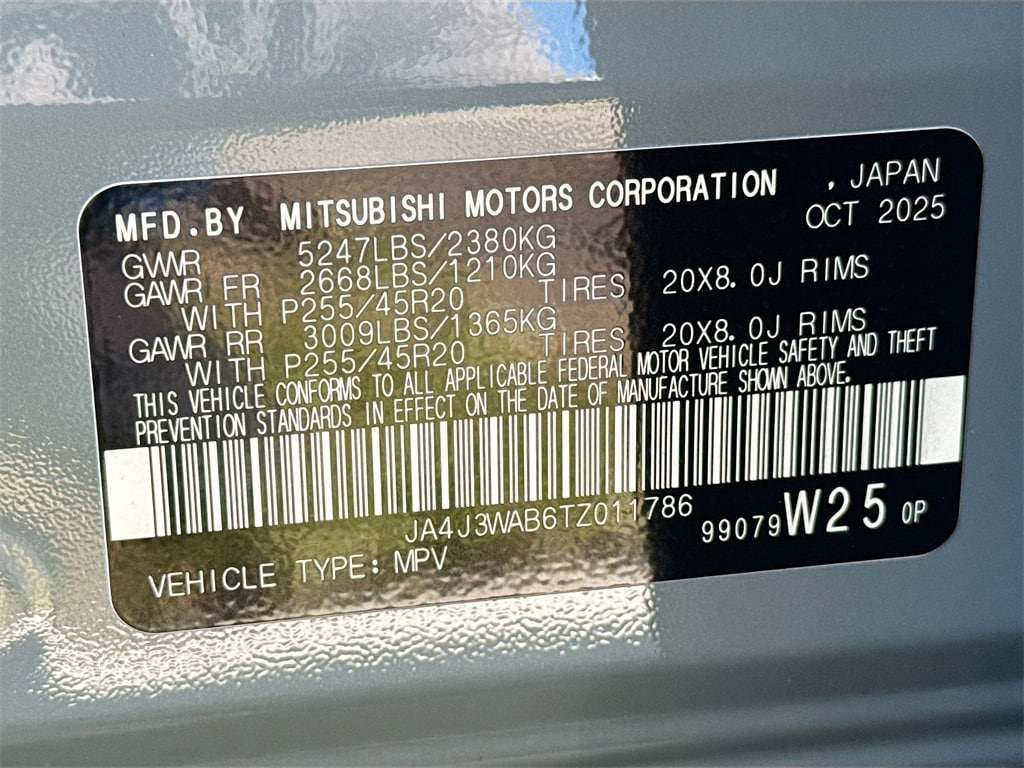 MFD.BY MITSUBISHI MOTORS CORPORATION , JAPAN
OCT 2025
GVWR 5247LBS/2380KG
GAWR FR 2668LBS/1210KG
WITH P255/45R20 TIRES 20X8.0J RIMS
GAWR RR 3009LBS/1365KG
WITH P255/45R20 TIRES 20X8.0J RIMS
THIS VEHICLE CONFORMS TO ALL APPLICABLE FEDERAL MOTOR VEHICLE SAFETY AND THEFT
PREVENTION STANDARDS IN EFFECT ON THE DATE OF MANUFACTURE SHOWN ABOVE.
JA4J3WAB6TZ011786
99079W25 0P
VEHICLE TYPE: MPV